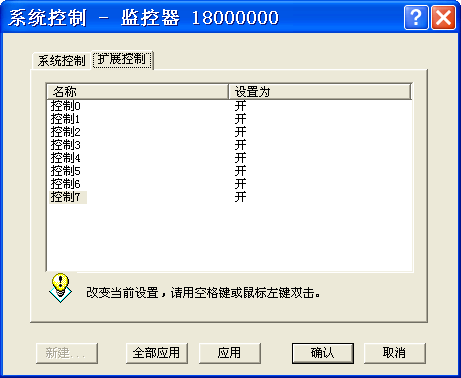 系统控制 - 监控器 18000000
系统控制 扩展控制
名称 设置为
控制0 开
控制1 开
控制2 开
控制3 开
控制4 开
控制5 开
控制6 开
控制7 开
改变当前设置，请用空格键或鼠标左键双击。
新建... 全部应用 应用 确认 取消